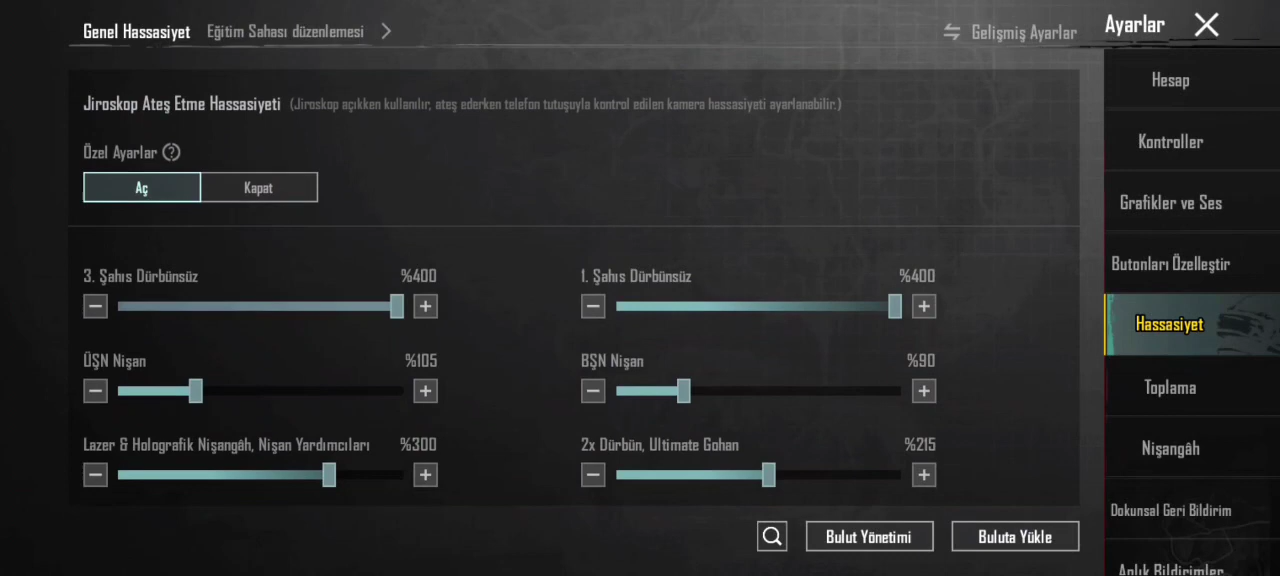 Genel Hassasiyet Eğitim Sahası düzenlemesi
Gelişmiş Ayarlar
Ayarlar
Jiroskop Ateş Etme Hassasiyeti (Jiroskop açıkken kullanılır, ateş ederken telefon tutuşuyla kontrol edilen kamera hassasiyeti ayarlanabilir.)
Özel Ayarlar
Aç Kapat
3. Şahıs Dürbünsüz %400
1. Şahıs Dürbünsüz %400
ÜŞN Nişan %105
BŞN Nişan %90
Lazer & Holografik Nişangâh, Nişan Yardımcıları %300
2x Dürbün, Ultimate Gohan %215
Bulut Yönetimi
Buluta Yükle
Hesap
Kontroller
Grafikler ve Ses
Butonları Özelleştir
Hassasiyet
Toplama
Nişangâh
Dokunsal Geri Bildirim
Anlık Bildirimler